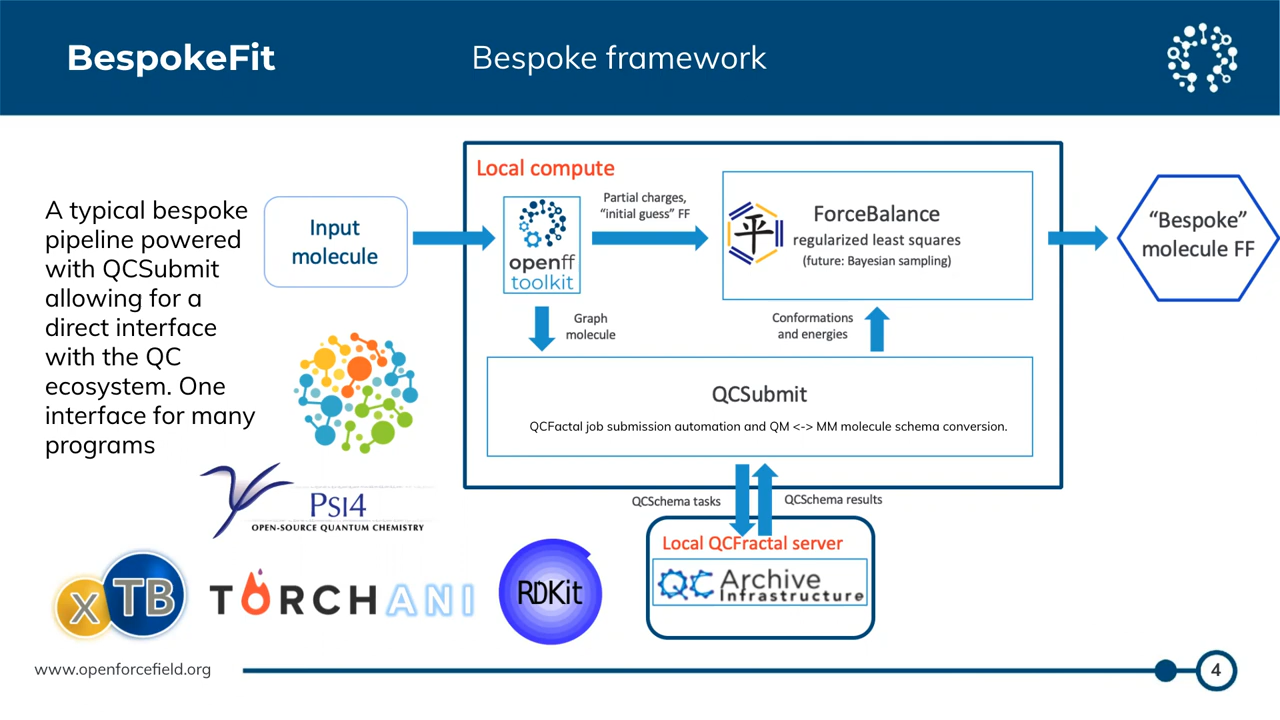 BespokeFit
Bespoke framework
A typical bespoke
pipeline powered
with QCSubmit
allowing for a
direct interface
with the QC
ecosystem. One
interface for many
programs
Input
molecule
Local compute
openff
toolkit
Partial charges,
“initial guess” FF
平
ForceBalance
regularized least squares
(future: Bayesian sampling)
“Bespoke”
molecule FF
Graph
molecule
Conformations
and energies
QCSubmit
QCFactal job submission automation and QM <-> MM molecule schema conversion.
QCSchema tasks
QCSchema results
Local QCFractal server
QC Archive
Infrastructure
PSI4
OPEN-SOURCE QUANTUM CHEMISTRY
xTB
TORCHANI
RDKit
www.openforcefield.org
4